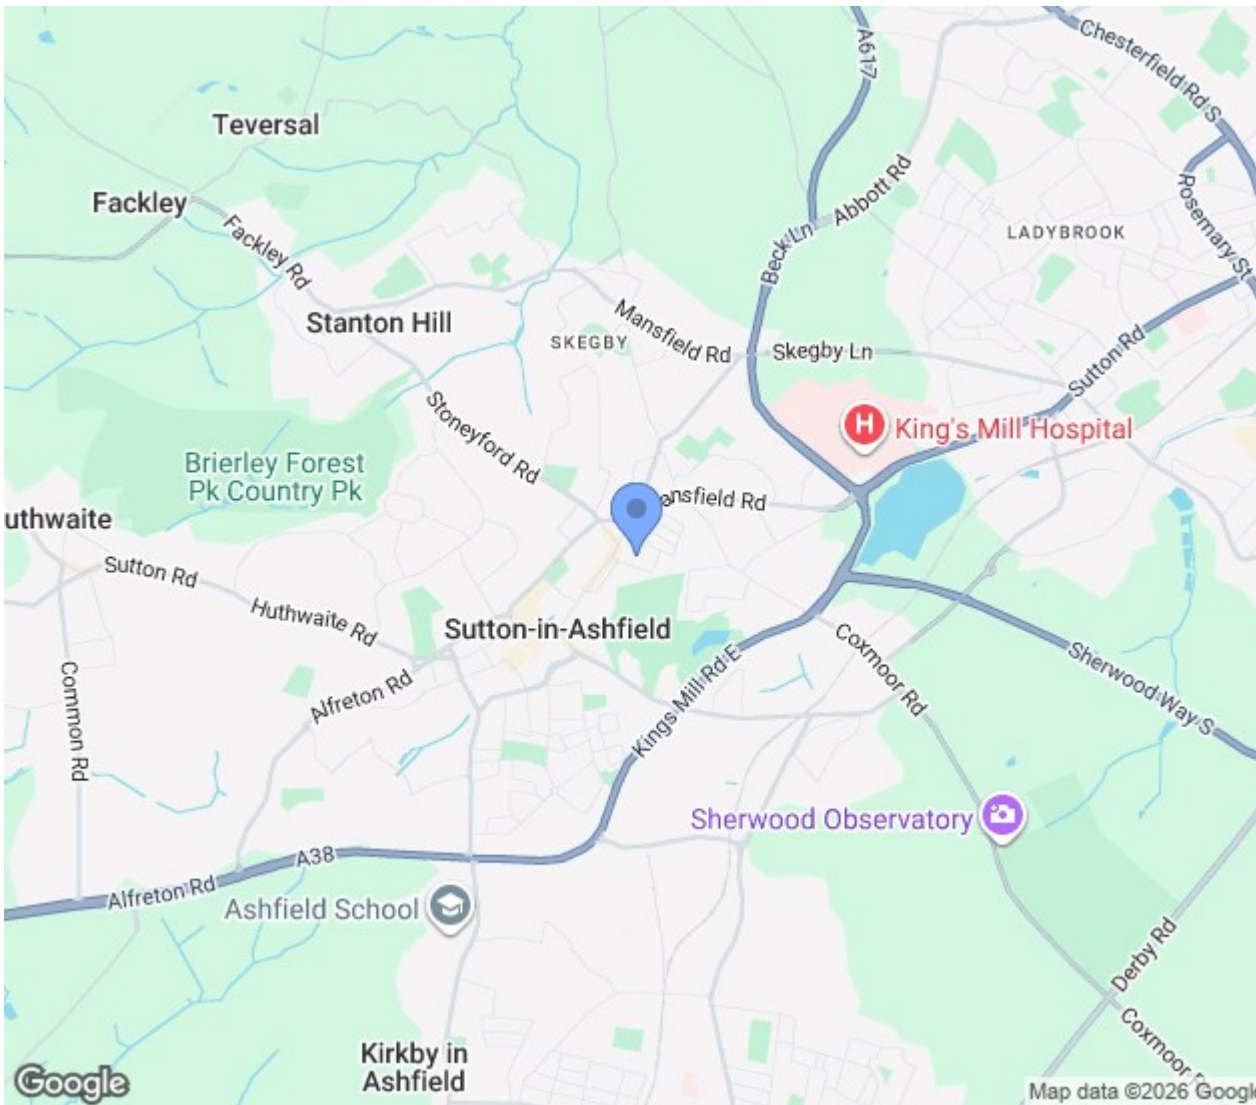 A617
Chesterfield Rd S
Teversal
Fackley
Abbott Rd
Rosemary St
Fackley Rd
Beck Ln
LADYBROOK
Stanton Hill
Mansfield Rd
SKEGBY
Skegby Ln
Sutton Rd
H
King's Mill Hospital
Stoneyford Rd
Brierley Forest
Pk Country Pk
ansfield Rd
uthwaite
Sutton Rd
Huthwaite Rd
Sutton-in-Ashfield
Coxmoor Rd
Sherwood Way S
Alfreton Rd
Common Rd
Kings Mill Rd E
Sherwood Observatory
A38
Alfreton Rd
Ashfield School
Derby Rd
Coxmoor R
Kirkby in
Ashfield
Google
Map data ©2026 Googl